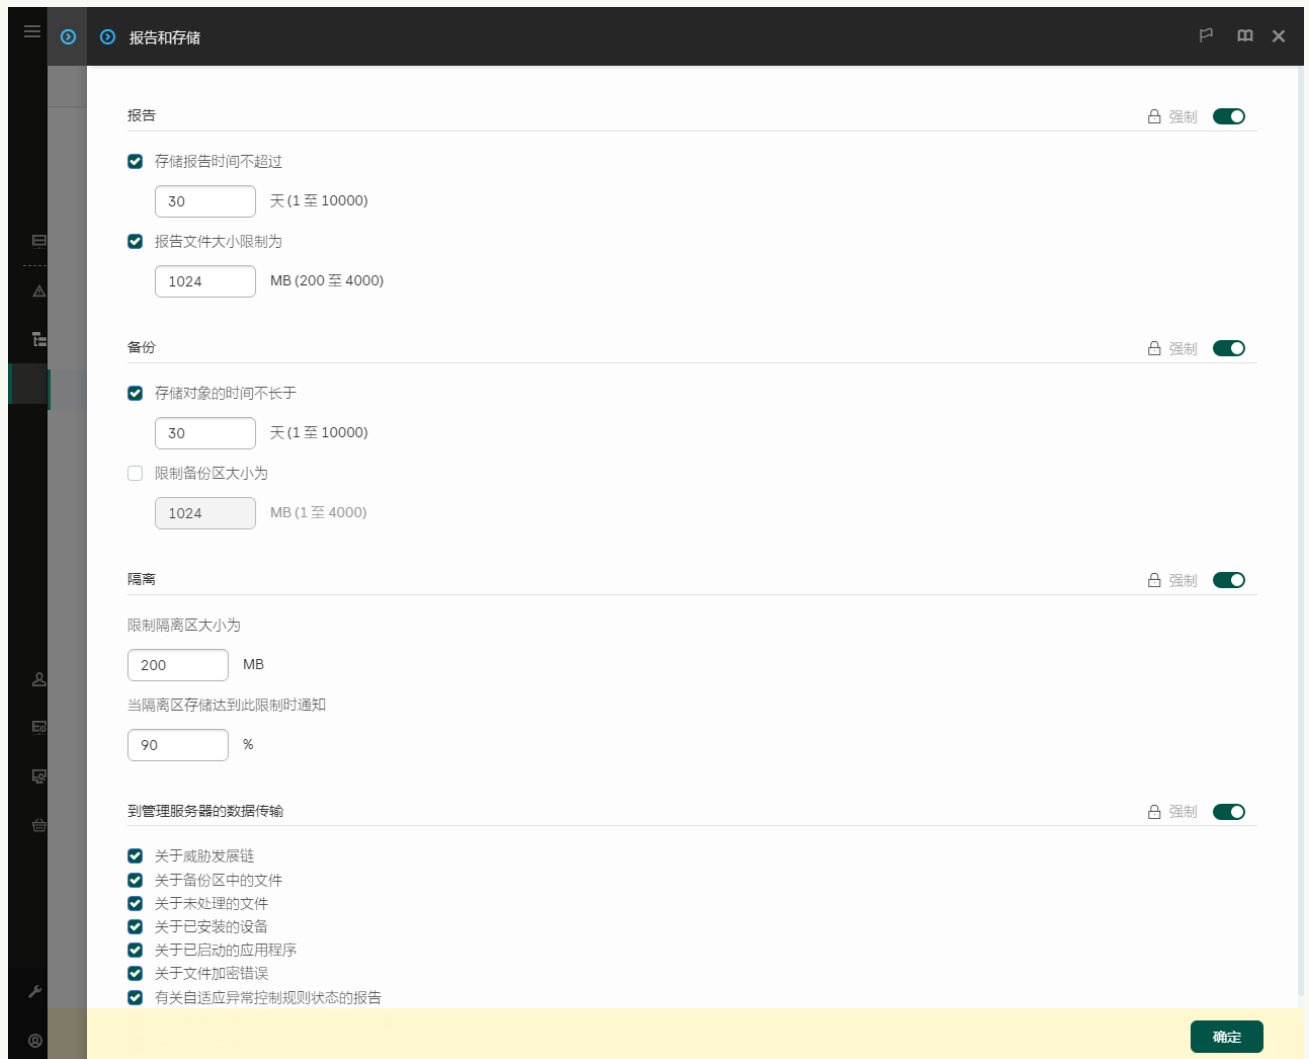 报告和存储
报告 强制
存储报告时间不超过
30 天 (1 至 10000)
报告文件大小限制为
1024 MB (200 至 4000)
备份 强制
存储对象的时间不长于
30 天 (1 至 10000)
限制备份区大小为
1024 MB (1 至 4000)
隔离 强制
限制隔离区大小为
200 MB
当隔离区存储达到此限制时通知
90 %
到管理服务器的数据传输 强制
关于威胁发展链
关于备份区中的文件
关于未处理的文件
关于已安装的设备
关于已启动的应用程序
关于文件加密错误
有关自适应异常控制规则状态的报告
确定